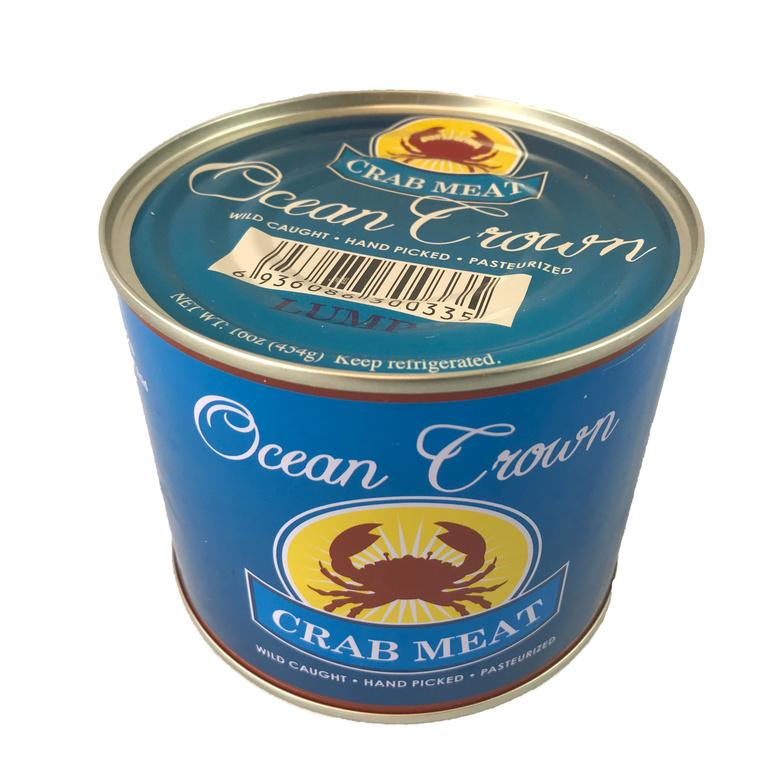 CRAB MEAT
Ocean Crown
WILD CAUGHT • HAND PICKED • PASTEURIZED
6 936086 300335
LUMP
NET WT. 16oz (454g) Keep refrigerated.
Ocean Crown
CRAB MEAT
WILD CAUGHT • HAND PICKED • PASTEURIZED